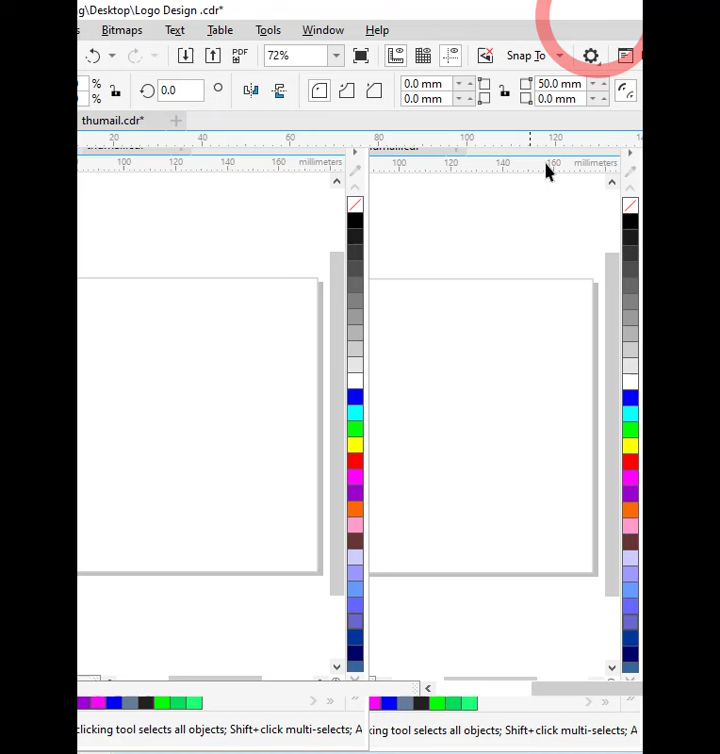 g\Desktop\Logo Design .cdr*
s Bitmaps Text Table Tools Window Help
PDF 72% Snap To
% 0.0 0.0 mm 50.0 mm
% 0.0 mm 0.0 mm
thumail.cdr*
20 40 60 80 100 120
100 120 140 160 millimeters 100 120 140 160 millimeters
clicking tool selects all objects; Shift+click multi-selects; A king tool selects all objects; Shift+click multi-selects; A